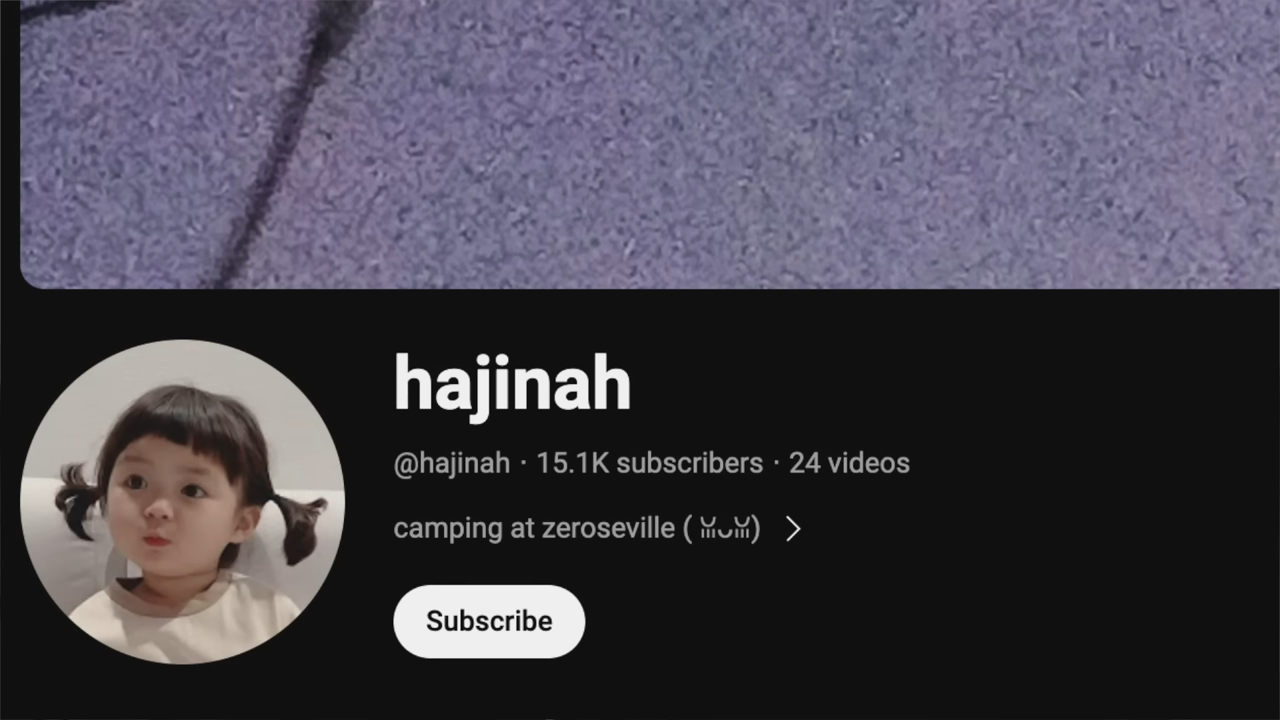 hajinah
@hajinah · 15.1K subscribers · 24 videos
camping at zeroseville ( ꈍᴗꈍ)
Subscribe